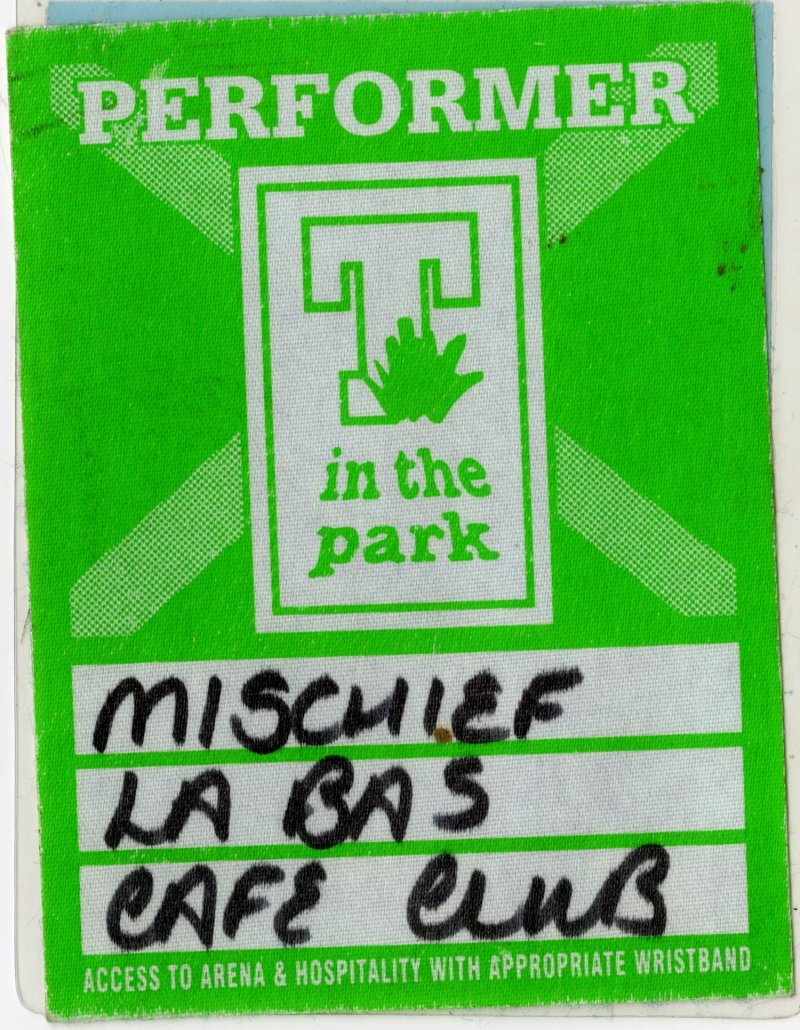 PERFORMER
T
in the
park
MISCHIEF
LA BAS
CAFE CLUB
ACCESS TO ARENA & HOSPITALITY WITH APPROPRIATE WRISTBAND